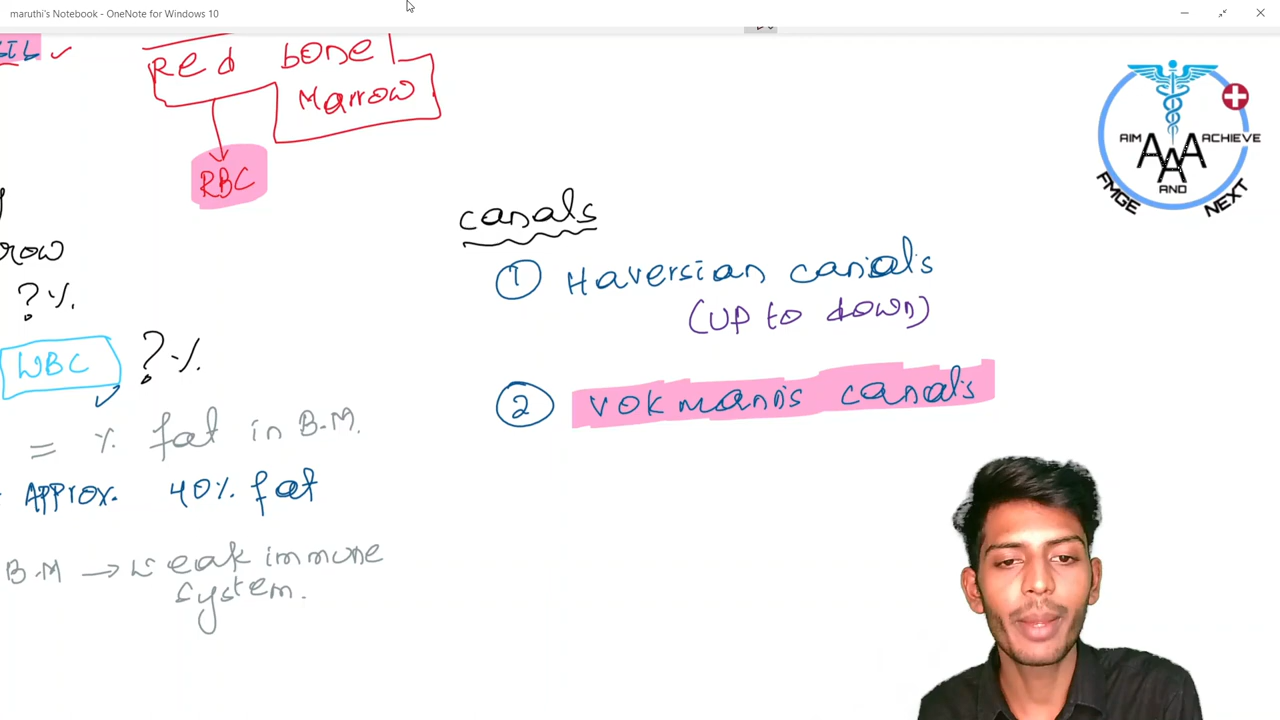 maruthi's Notebook - OneNote for Windows 10
Red bone
Marrow
RBC
canals
① Haversian canals
(up to down)
② vokmanns canals
?%
WBC ?%
= % fat in B.M.
Approx. 40% fat
B.M → Weak immune
system.
AIM ACHIEVE
AAA
AND
FMGE NEXT